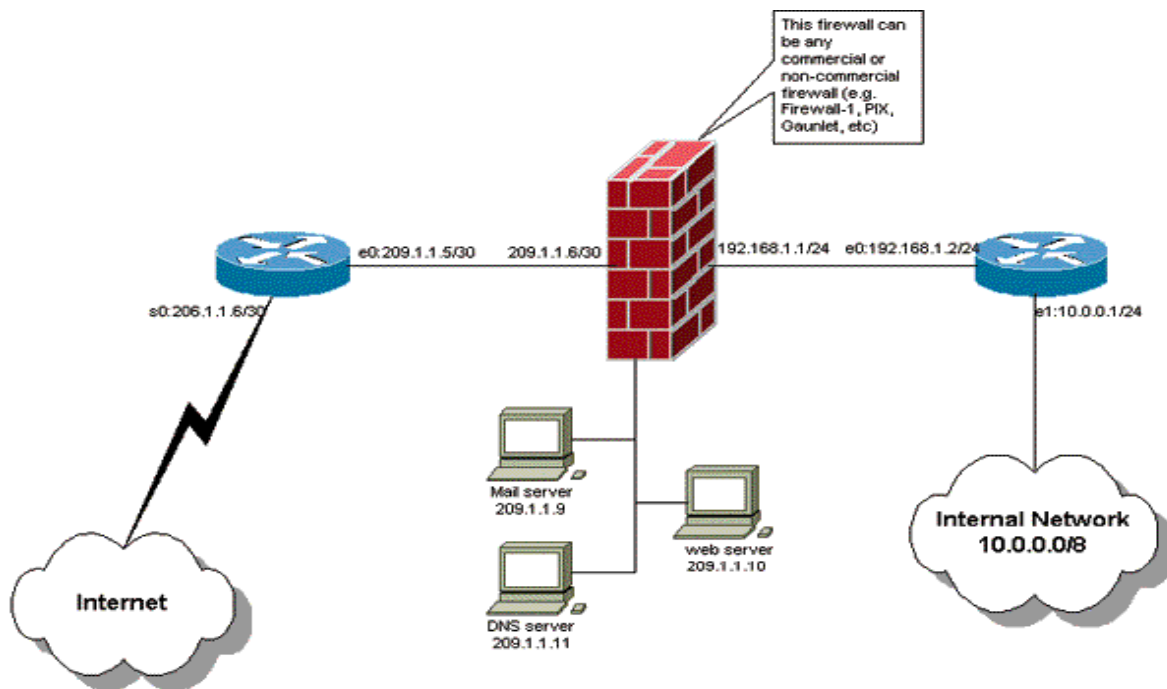 This firewall can
be any
commercial or
non-commercial
firewall (e.g.
Firewall-1, PIX,
Gaunlet, etc)
e0:209.1.1.5/30
209.1.1.6/30
192.168.1.1/24
e0:192.168.1.2/24
s0:206.1.1.6/30
e1:10.0.0.1/24
Mail server
209.1.1.9
web server
209.1.1.10
DNS server
209.1.1.11
Internet
Internal Network
10.0.0.0/8